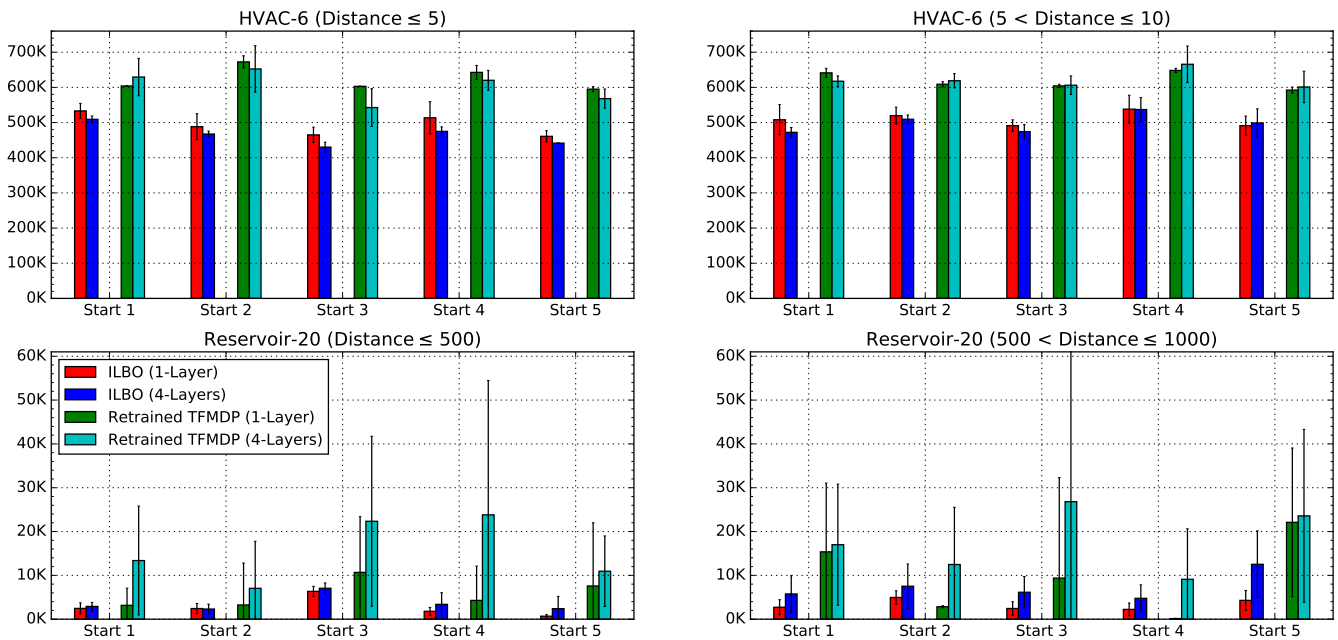 HVAC-6 (Distance ≤ 5)
700K
600K
500K
400K
300K
200K
100K
0K
Start 1 Start 2 Start 3 Start 4 Start 5
HVAC-6 (5 < Distance ≤ 10)
700K
600K
500K
400K
300K
200K
100K
0K
Start 1 Start 2 Start 3 Start 4 Start 5
Reservoir-20 (Distance ≤ 500)
60K
50K
40K
30K
20K
10K
0K
ILBO (1-Layer)
ILBO (4-Layers)
Retrained TFMDP (1-Layer)
Retrained TFMDP (4-Layers)
Start 1 Start 2 Start 3 Start 4 Start 5
Reservoir-20 (500 < Distance ≤ 1000)
60K
50K
40K
30K
20K
10K
0K
Start 1 Start 2 Start 3 Start 4 Start 5